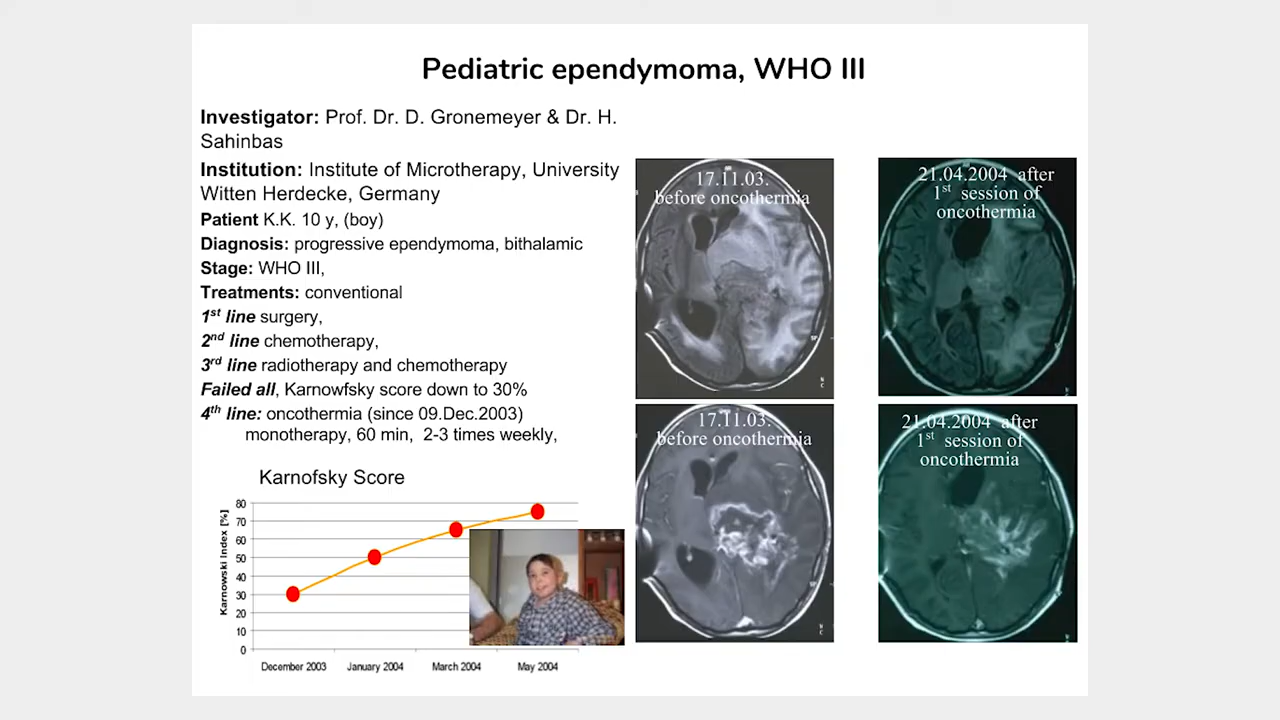 Pediatric ependymoma, WHO III
Investigator: Prof. Dr. D. Gronemeyer & Dr. H.
Sahinbas
Institution: Institute of Microtherapy, University
Witten Herdecke, Germany
Patient K.K. 10 y, (boy)
Diagnosis: progressive ependymoma, bithalamic
Stage: WHO III,
Treatments: conventional
1st line surgery,
2nd line chemotherapy,
3rd line radiotherapy and chemotherapy
Failed all, Karnowfsky score down to 30%
4th line: oncothermia (since 09.Dec.2003)
monotherapy, 60 min, 2-3 times weekly,
Karnofsky Score
Karnowski Index [%]
80
70
60
50
40
30
20
10
0
December 2003 January 2004 March 2004 May 2004
17.11.03.
before oncothermia
21.04.2004 after
1st session of
oncothermia
17.11.03.
before oncothermia
21.04.2004 after
1st session of
oncothermia